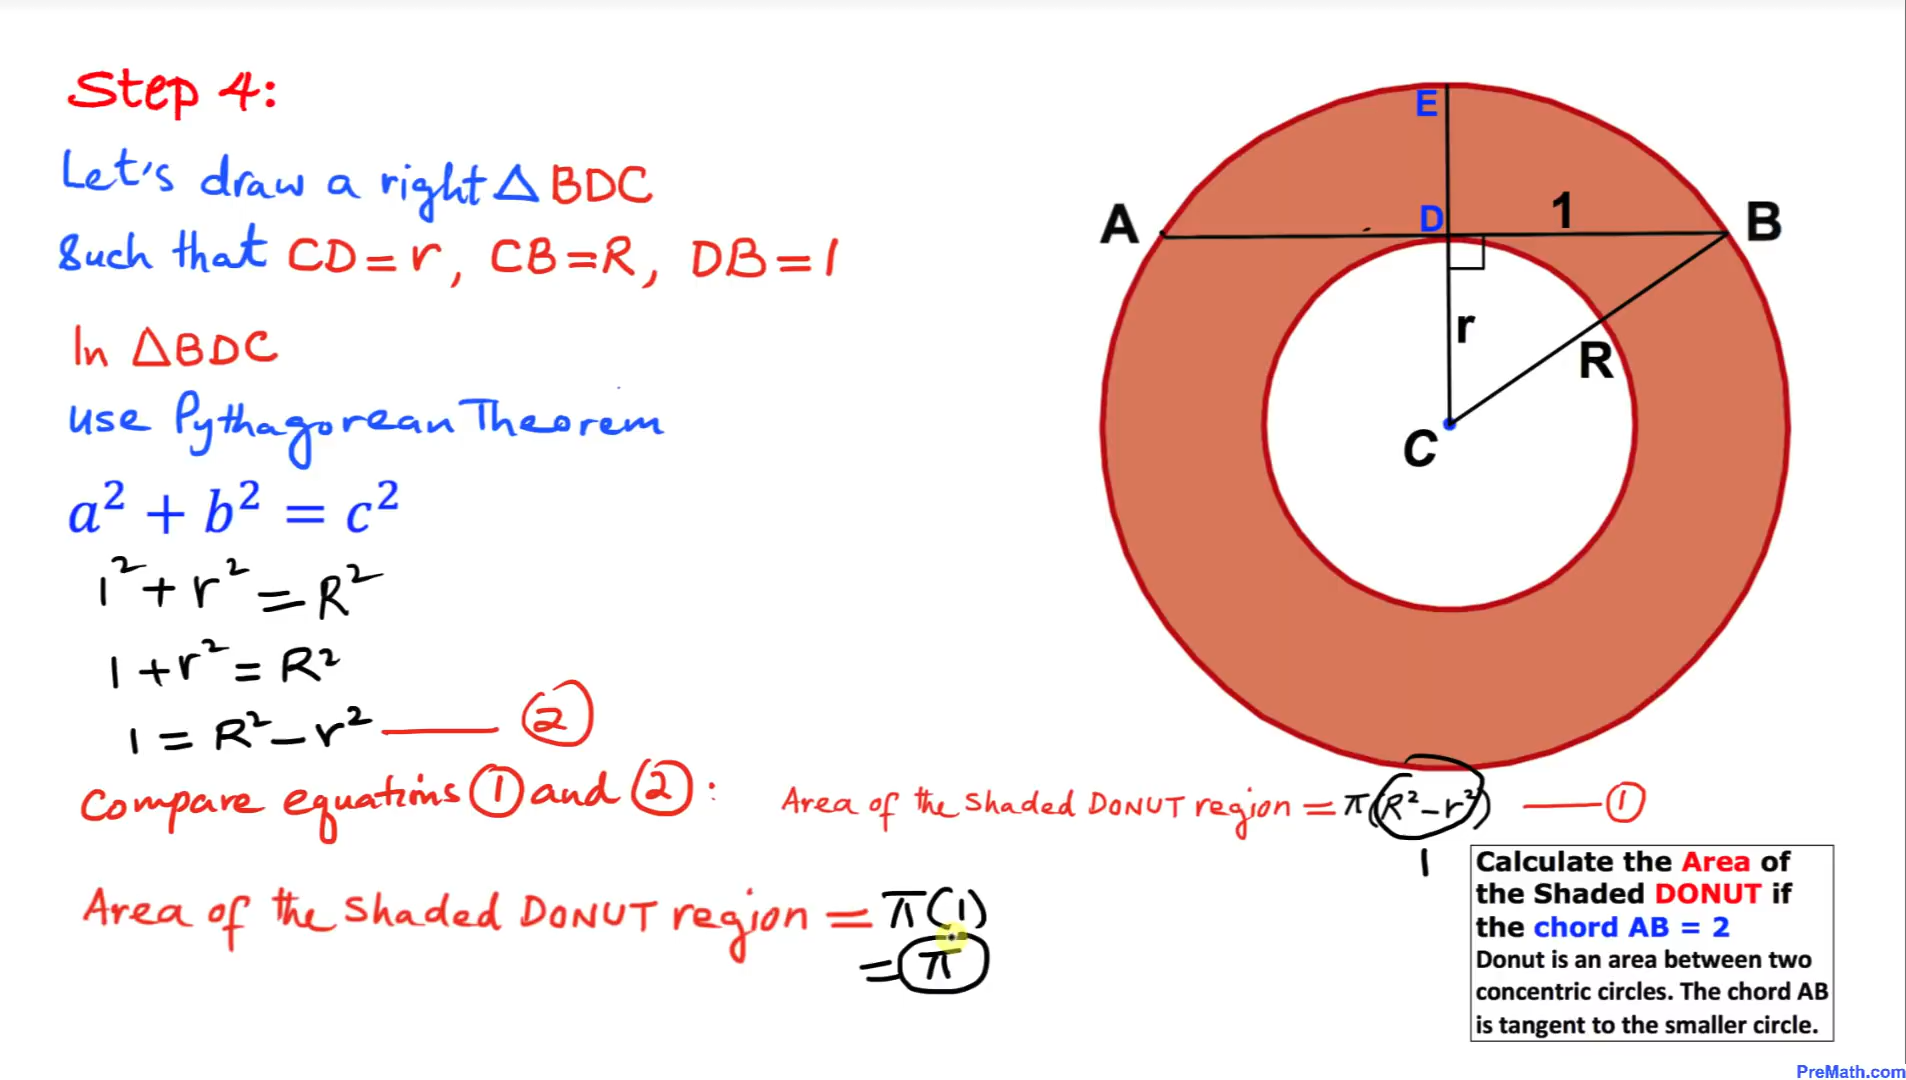 Step 4:
Let's draw a right △ BDC
Such that CD = r, CB = R, DB = 1
In △BDC
use Pythagorean Theorem
a² + b² = c²
1² + r² = R²
1 + r² = R²
1 = R² − r² —— ②
Compare equations ① and ②:
Area of the Shaded DONUT region = π(R² − r²) —— ①
1
Area of the Shaded DONUT region = π(1)
= π
E
A
D
1
B
r
R
C
Calculate the Area of
the Shaded DONUT if
the chord AB = 2
Donut is an area between two
concentric circles. The chord AB
is tangent to the smaller circle.
PreMath.com